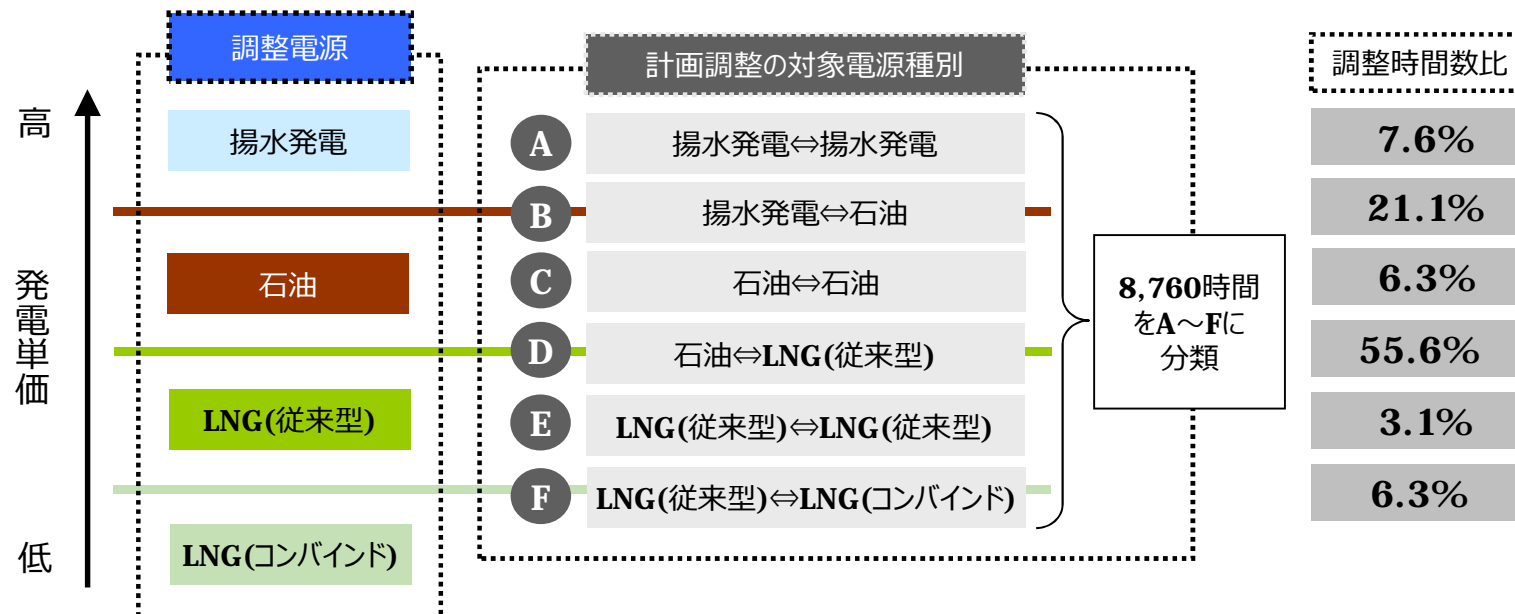 調整電源
計画調整の対象電源種別
調整時間数比
高
発電単価
低
揚水発電
石油
LNG(従来型)
LNG(コンバインド)
A 揚水発電⇔揚水発電 7.6%
B 揚水発電⇔石油 21.1%
C 石油⇔石油 6.3%
D 石油⇔LNG(従来型) 55.6%
E LNG(従来型)⇔LNG(従来型) 3.1%
F LNG(従来型)⇔LNG(コンバインド) 6.3%
8,760時間
をA～Fに
分類